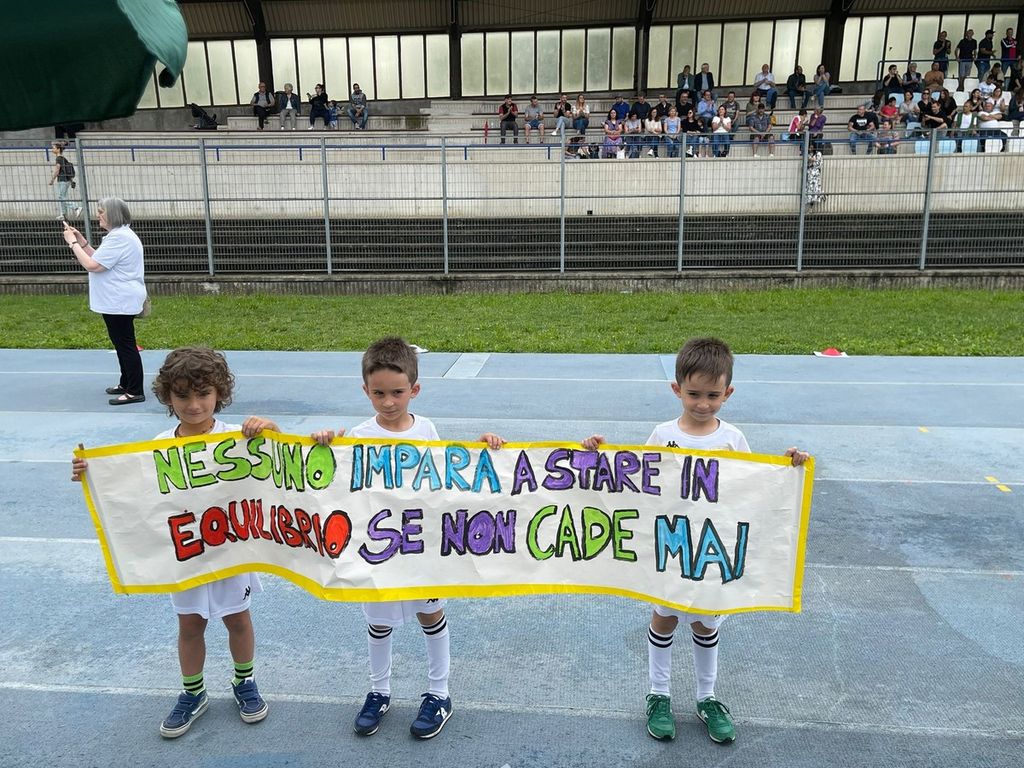 NESSUNO IMPARA A STARE IN
EQUILIBRIO SE NON CADE MAI